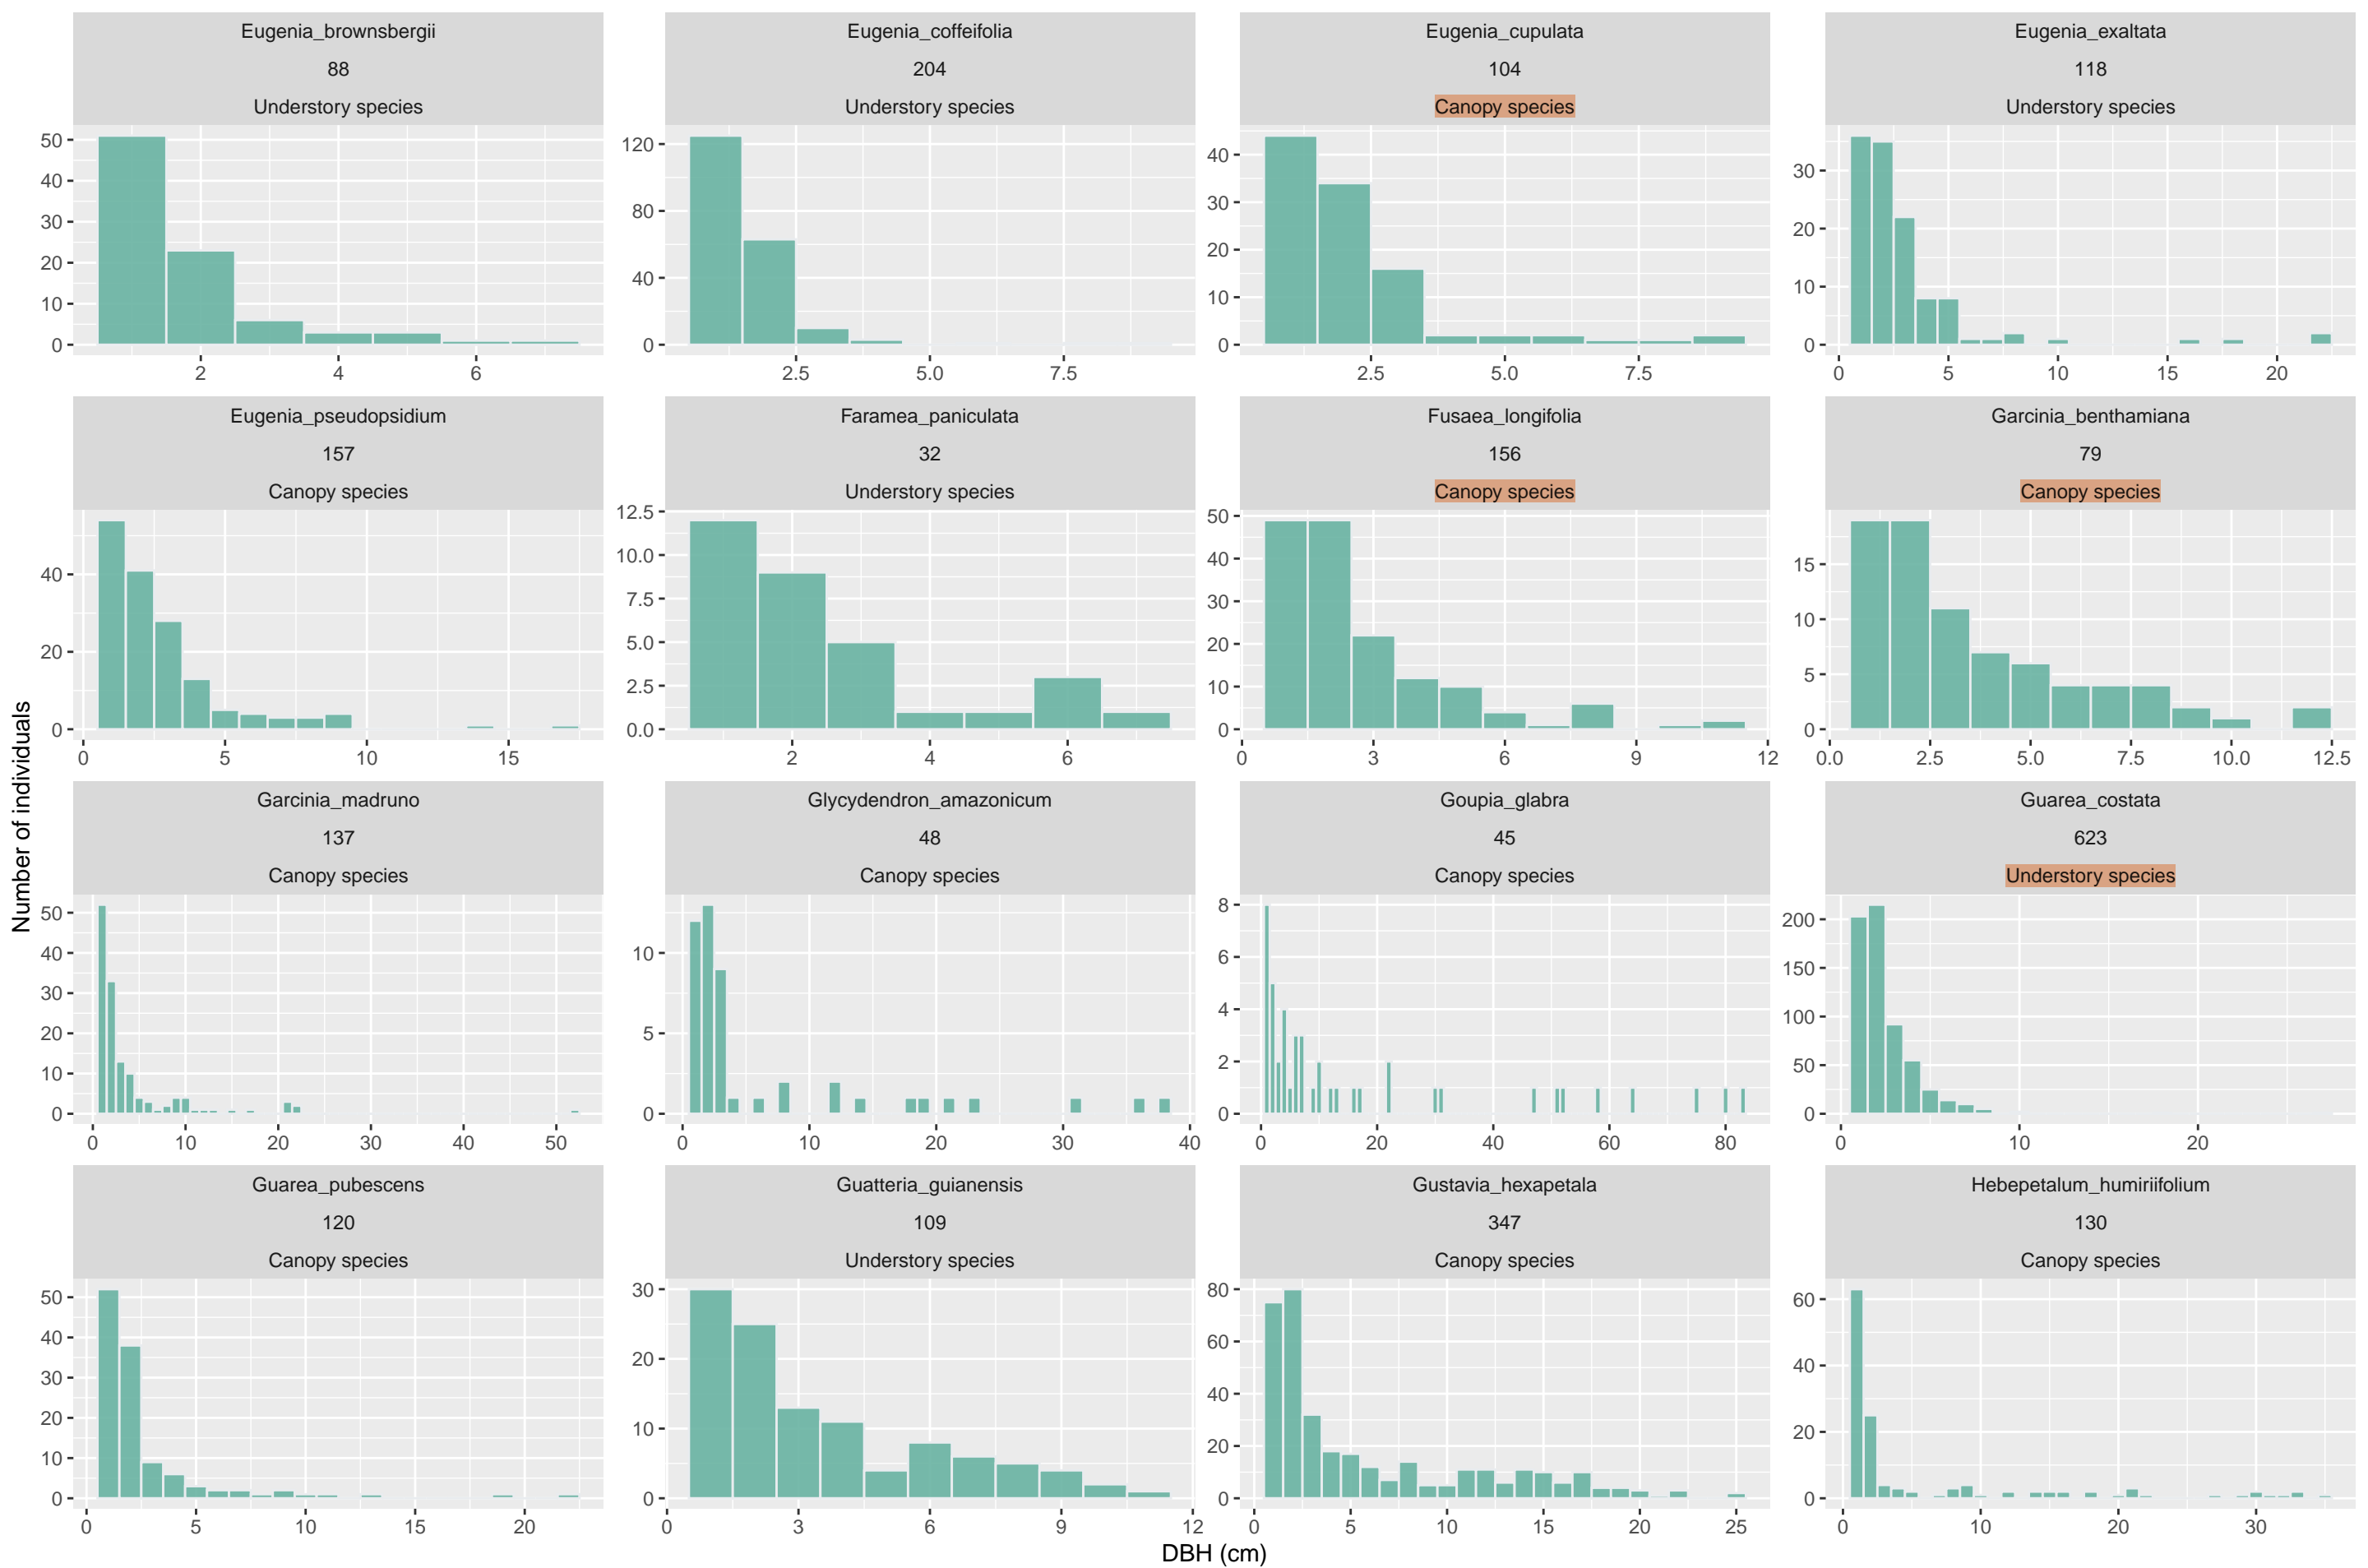 Eugenia_brownsbergii
88
Understory species
Eugenia_coffeifolia
204
Understory species
Eugenia_cupulata
104
Canopy species
Eugenia_exaltata
118
Understory species
50
40
30
20
10
0
2 4 6
120
80
40
0
2.5 5.0 7.5
40
30
20
10
0
2.5 5.0 7.5
30
20
10
0
0 5 10 15 20
Eugenia_pseudopsidium
157
Canopy species
Faramea_paniculata
32
Understory species
Fusaea_longifolia
156
Canopy species
Garcinia_benthamiana
79
Canopy species
40
20
0
0 5 10 15
12.5
10.0
7.5
5.0
2.5
0.0
2 4 6
50
40
30
20
10
0
0 3 6 9 12
15
10
5
0
0.0 2.5 5.0 7.5 10.0 12.5
Number of individuals
Garcinia_madruno
137
Canopy species
Glycydendron_amazonicum
48
Canopy species
Goupia_glabra
45
Canopy species
Guarea_costata
623
Understory species
50
40
30
20
10
0
0 10 20 30 40 50
10
5
0
0 10 20 30 40
8
6
4
2
0
0 20 40 60 80
200
150
100
50
0
0 10 20
Guarea_pubescens
120
Canopy species
Guatteria_guianensis
109
Understory species
Gustavia_hexapetala
347
Canopy species
Hebepetalum_humiriifolium
130
Canopy species
50
40
30
20
10
0
0 5 10 15 20
30
20
10
0
0 3 6 9 12
80
60
40
20
0
0 5 10 15 20 25
60
40
20
0
0 10 20 30
DBH (cm)